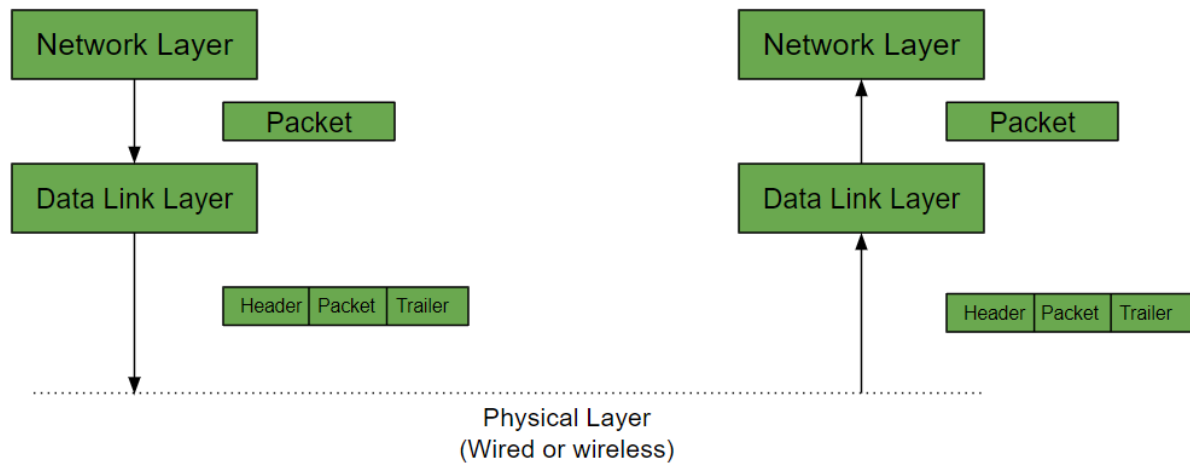 Network Layer
Network Layer
Packet
Packet
Data Link Layer
Data Link Layer
Header Packet Trailer
Header Packet Trailer
Physical Layer
(Wired or wireless)